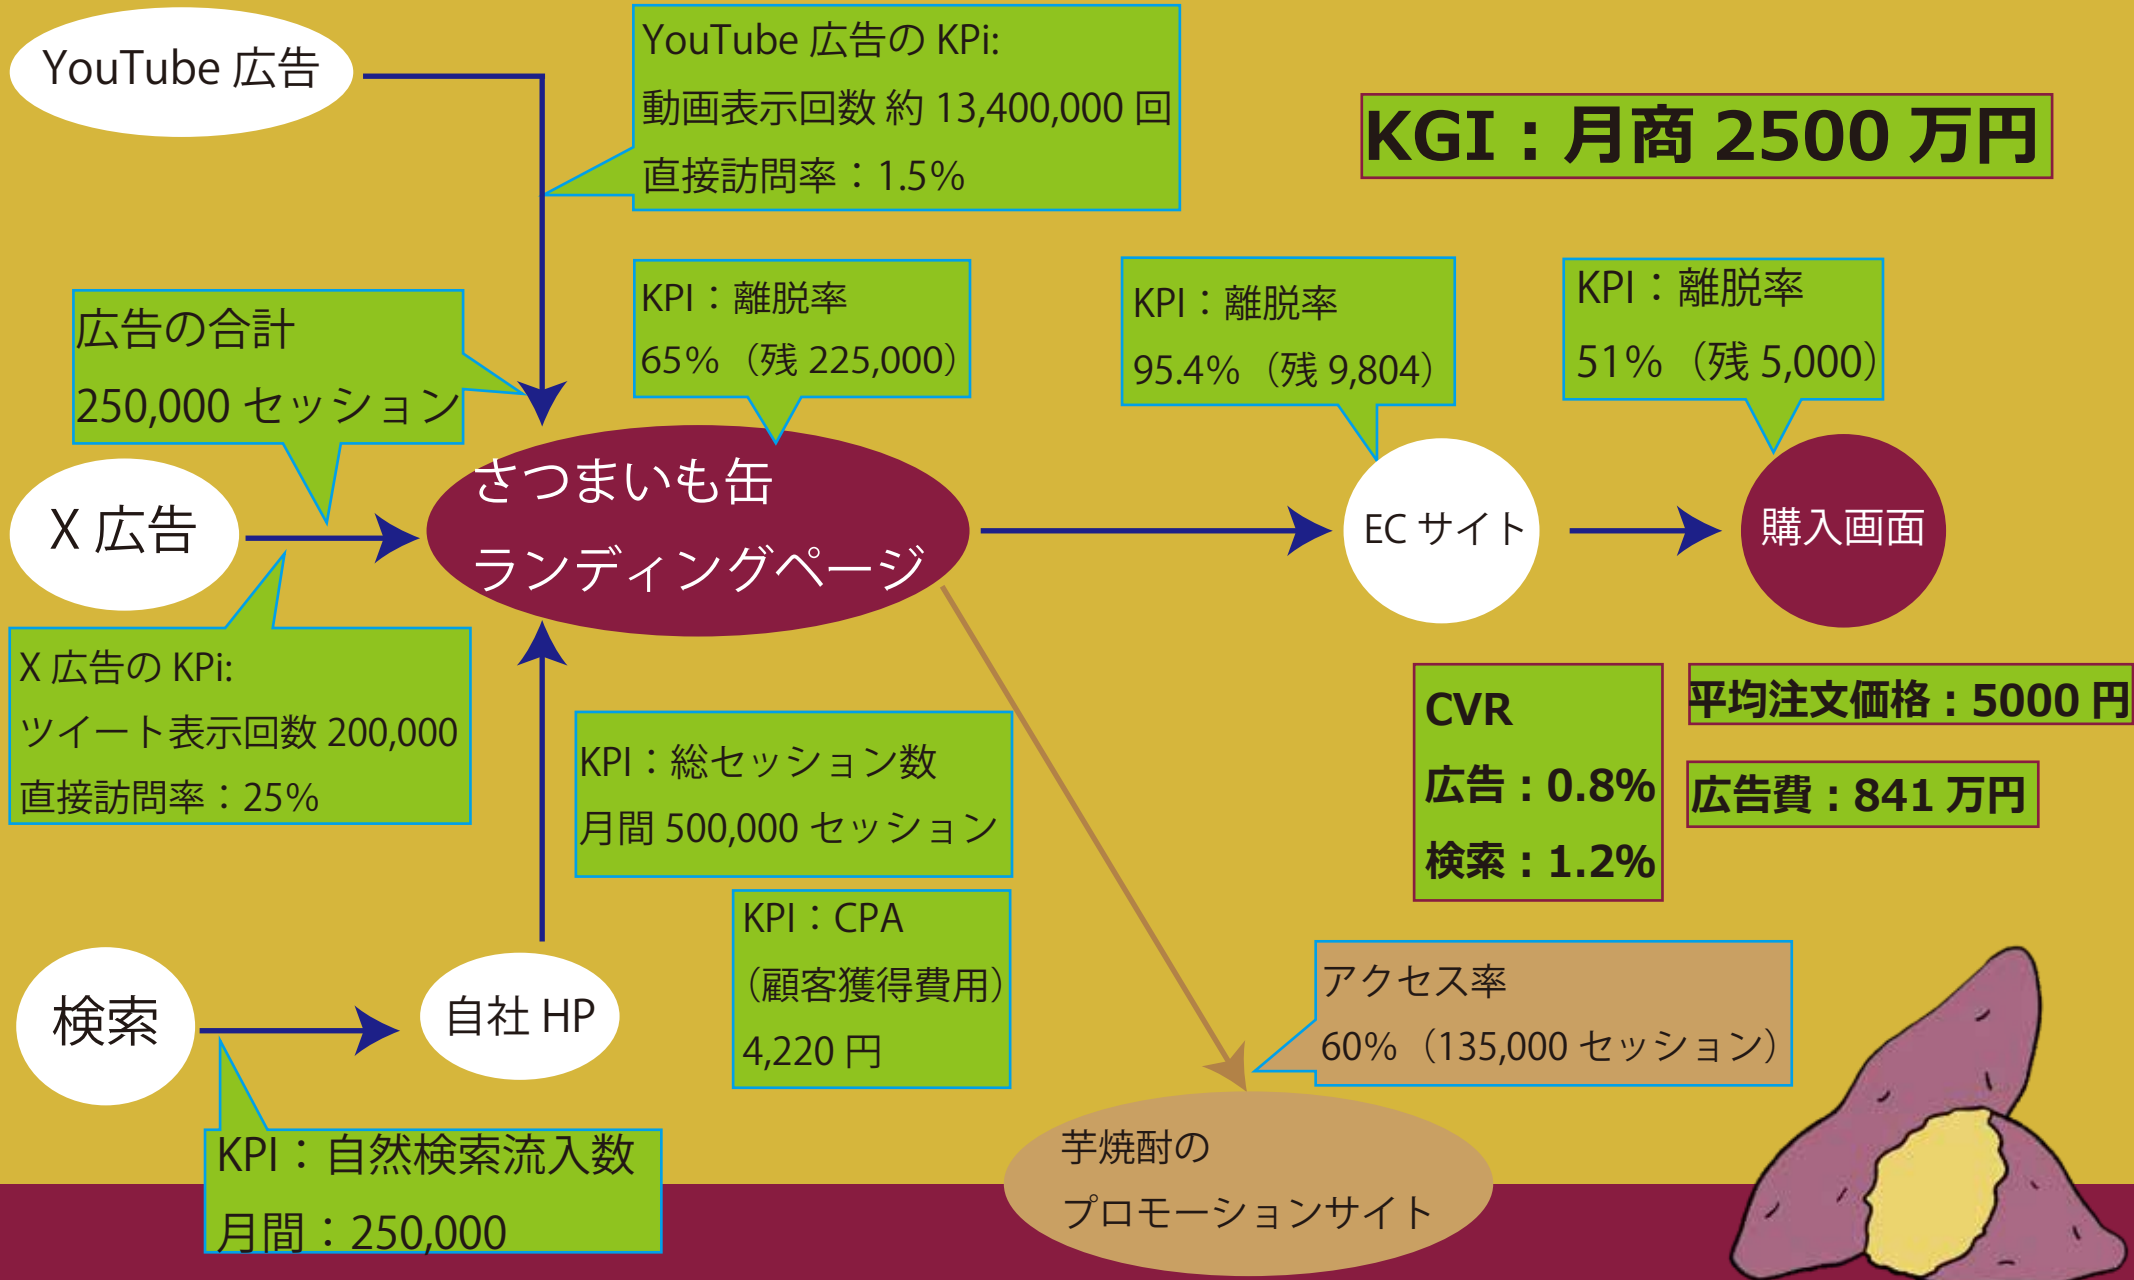 YouTube 広告
YouTube 広告の KPi:
動画表示回数 約 13,400,000 回
直接訪問率：1.5%
KGI：月商 2500 万円
広告の合計
250,000 セッション
KPI：離脱率
65%（残 225,000）
KPI：離脱率
95.4%（残 9,804）
KPI：離脱率
51%（残 5,000）
X 広告
さつまいも缶
ランディングページ
EC サイト
購入画面
X 広告の KPi:
ツイート表示回数 200,000
直接訪問率：25%
KPI：総セッション数
月間 500,000 セッション
CVR
広告：0.8%
検索：1.2%
平均注文価格：5000 円
広告費：841 万円
KPI：CPA
（顧客獲得費用）
4,220 円
検索
自社 HP
アクセス率
60%（135,000 セッション）
KPI：自然検索流入数
月間：250,000
芋焼酎の
プロモーションサイト